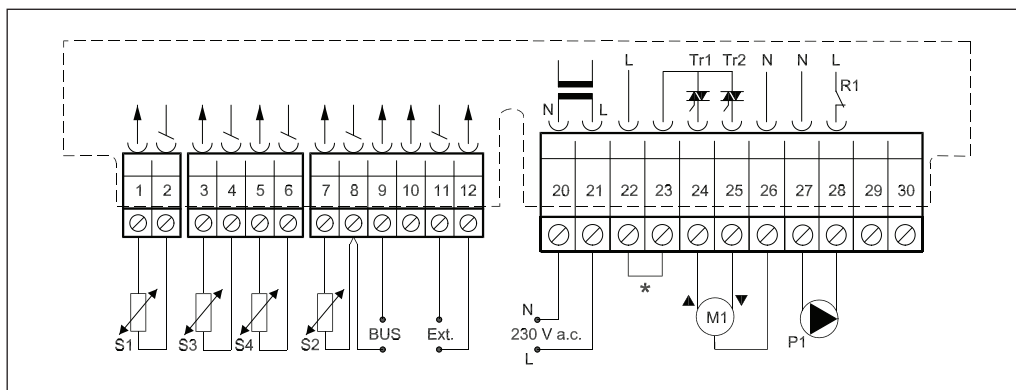 L Tr1 Tr2 N N L
R1
N L
1 2 3 4 5 6 7 8 9 10 11 12
20 21 22 23 24 25 26 27 28 29 30
*
N
BUS Ext. 230 V a.c. M1
S1 S3 S4 S2 L P1